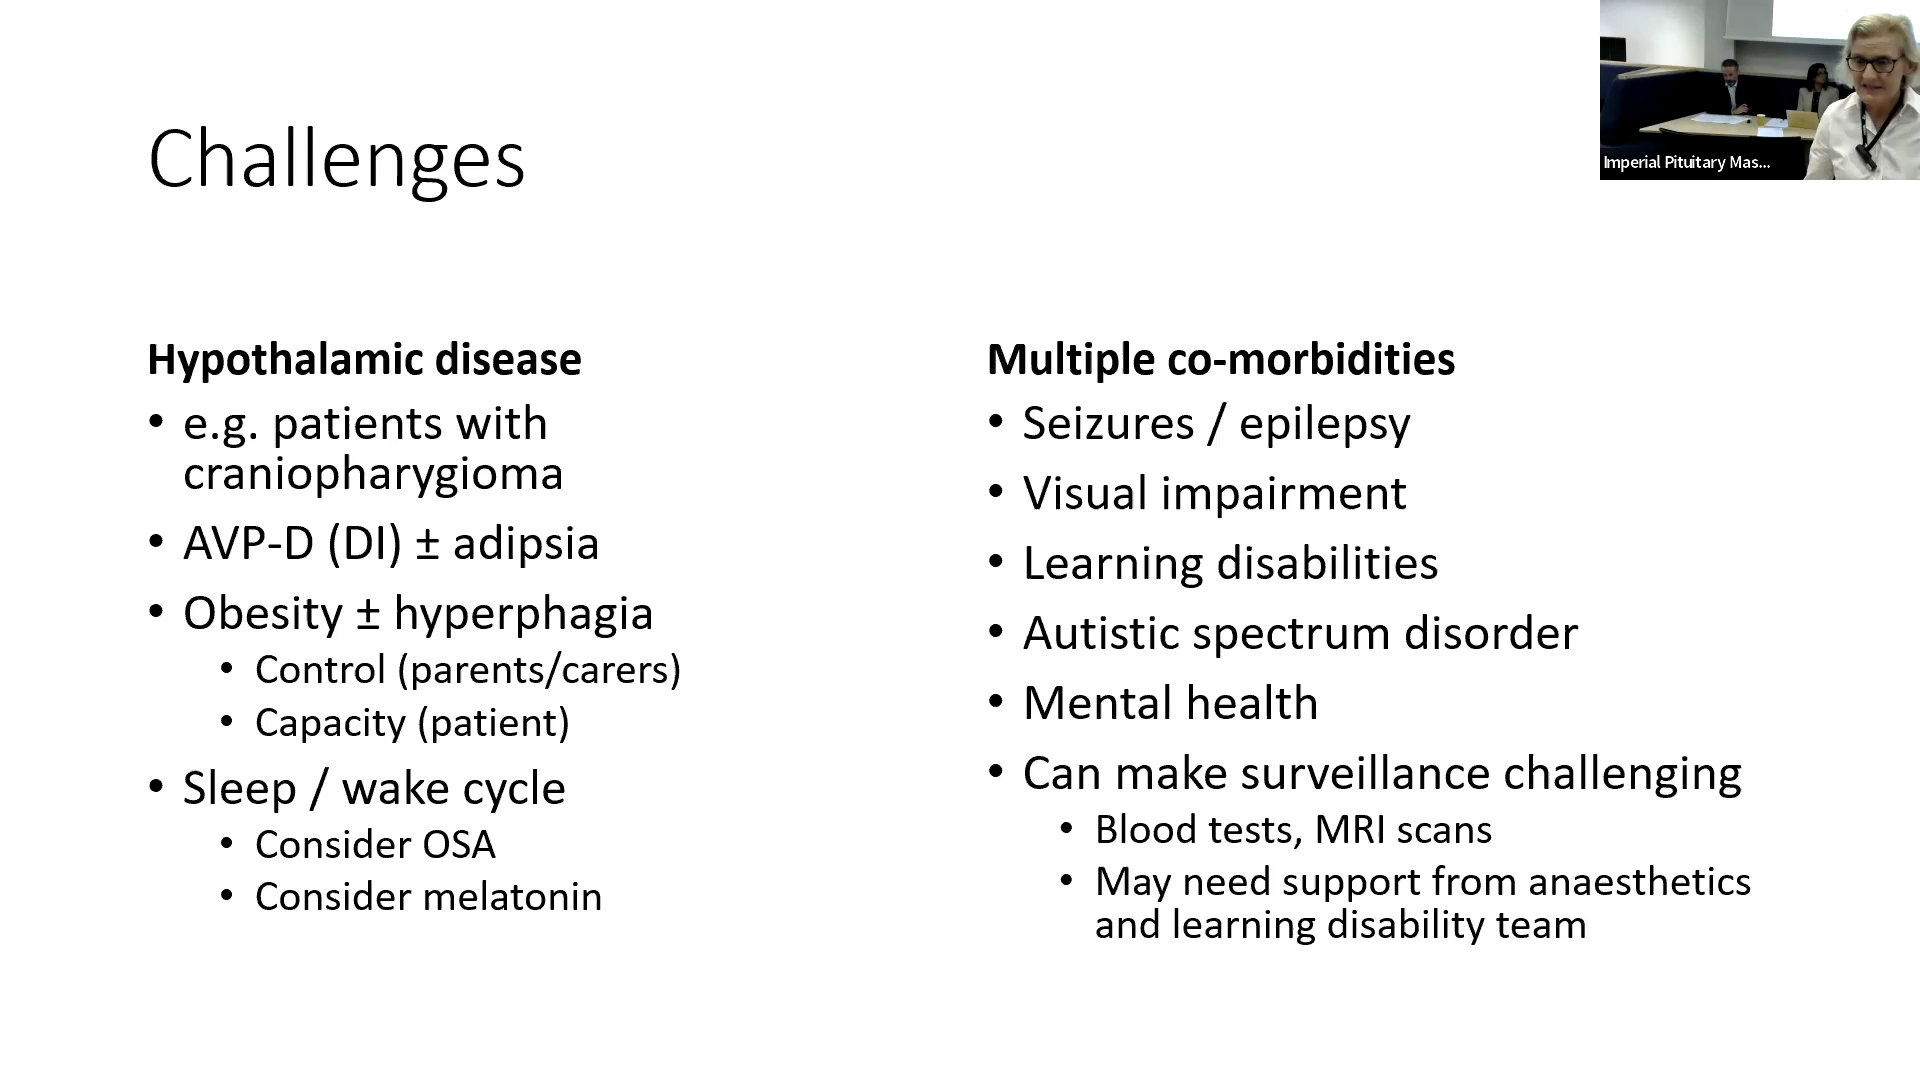 Challenges
Imperial Pituitary Mas...
Hypothalamic disease
• e.g. patients with
craniopharygioma
• AVP-D (DI) ± adipsia
• Obesity ± hyperphagia
• Control (parents/carers)
• Capacity (patient)
• Sleep / wake cycle
• Consider OSA
• Consider melatonin
Multiple co-morbidities
• Seizures / epilepsy
• Visual impairment
• Learning disabilities
• Autistic spectrum disorder
• Mental health
• Can make surveillance challenging
• Blood tests, MRI scans
• May need support from anaesthetics
and learning disability team